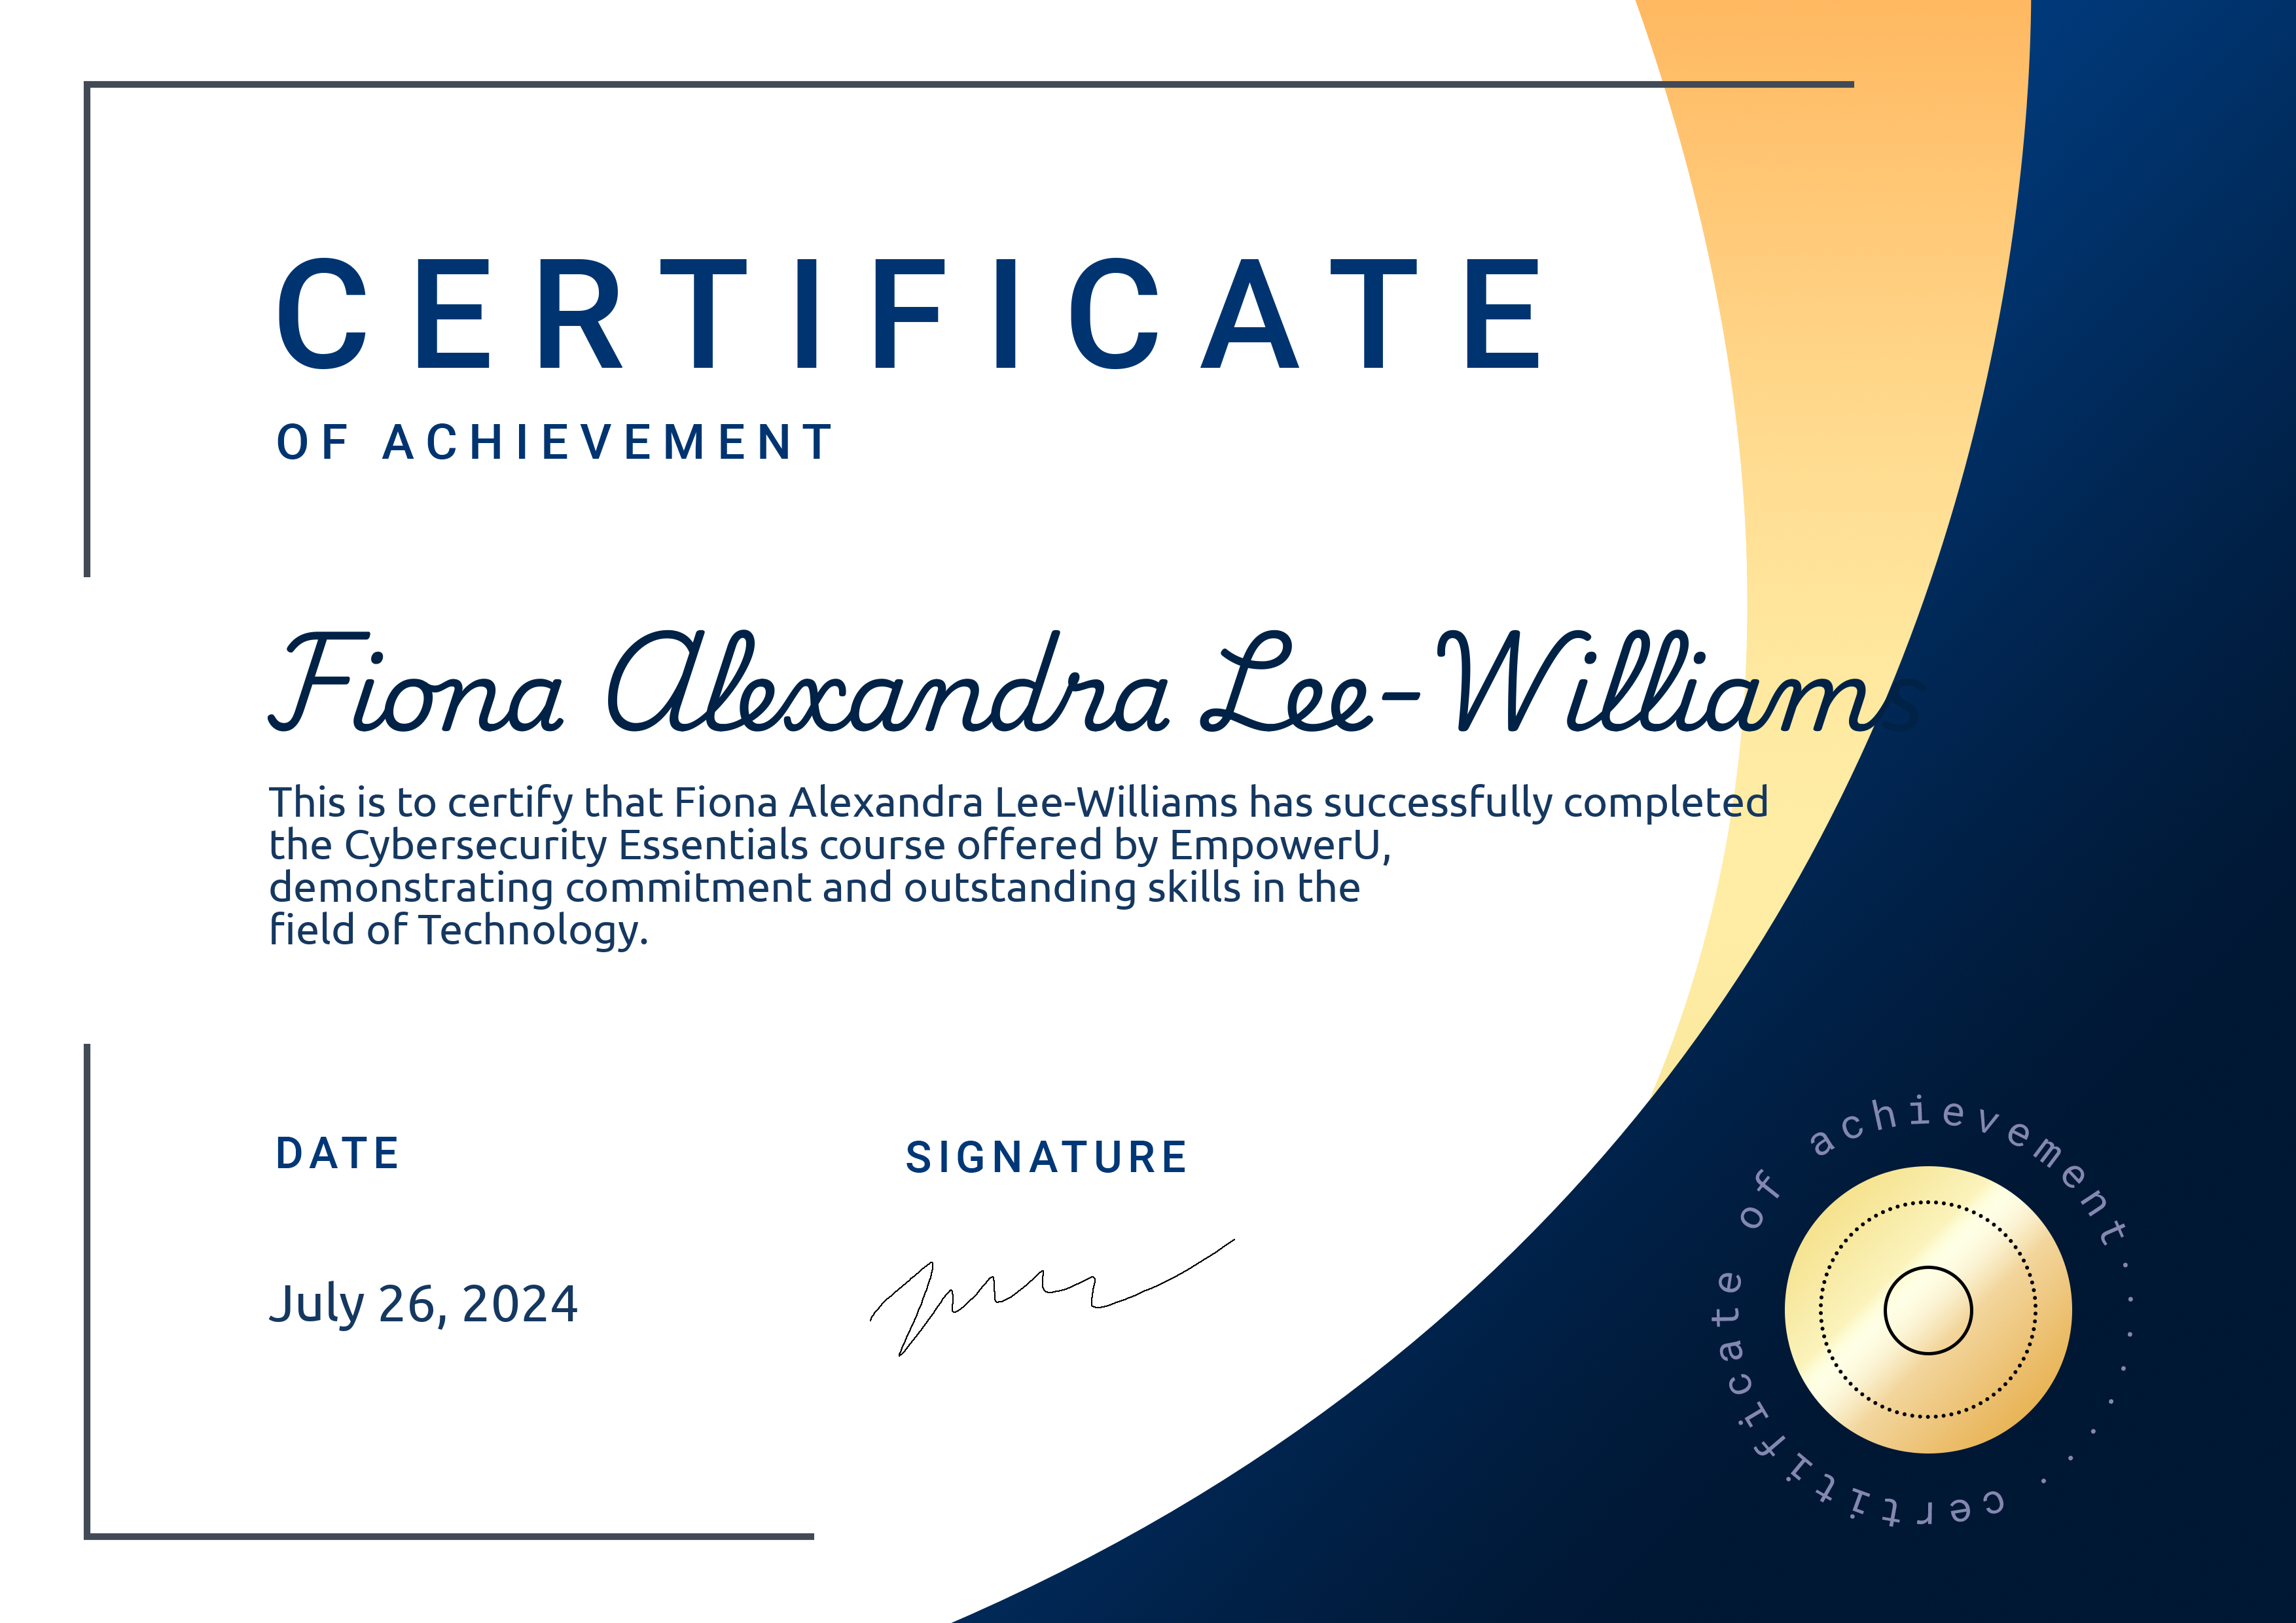 CERTIFICATE
OF ACHIEVEMENT
Fiona Alexandra Lee-Williams
This is to certify that Fiona Alexandra Lee-Williams has successfully completed
the Cybersecurity Essentials course offered by EmpowerU,
demonstrating commitment and outstanding skills in the
field of Technology.
DATE
SIGNATURE
July 26, 2024
certificate of achievement.........